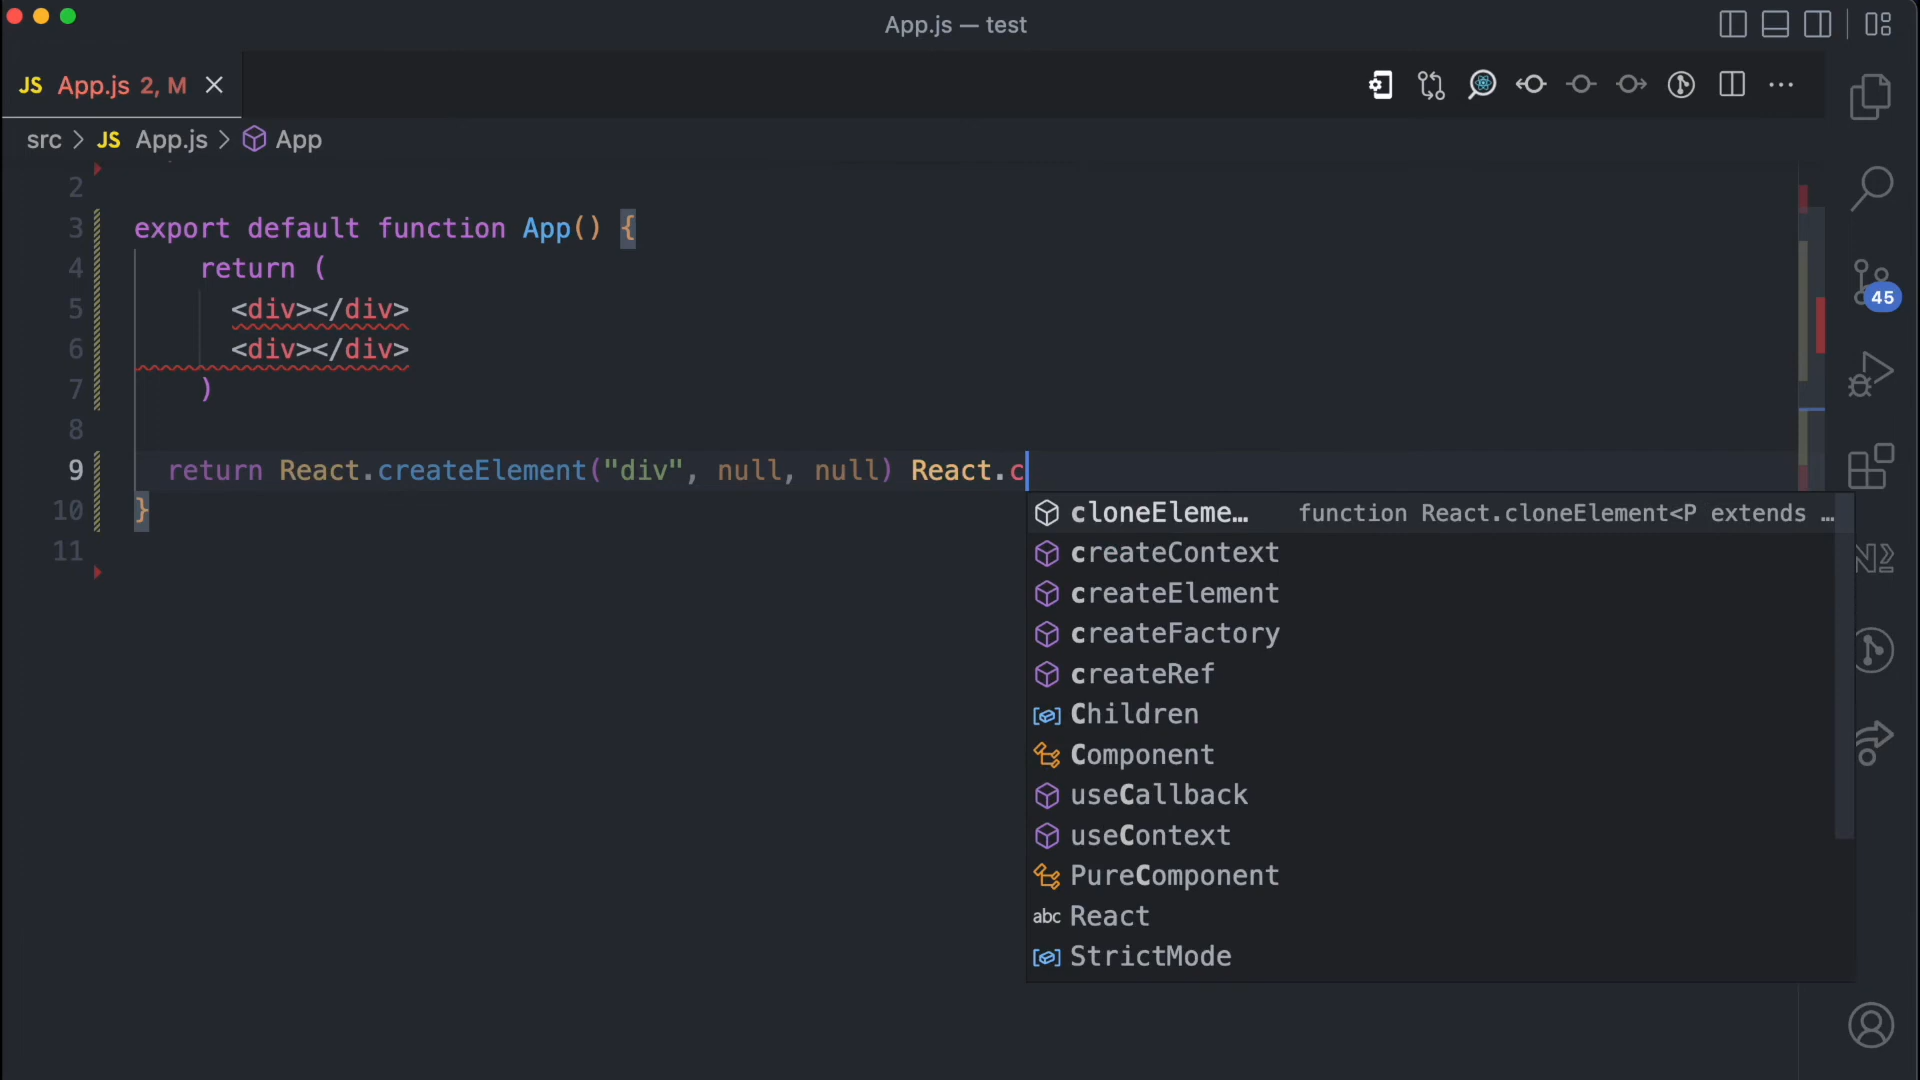 App.js — test
JS App.js 2, M
src > JS App.js > App
2
3 export default function App() {
4 return (
5 <div></div>
6 <div></div>
7 )
8
9 return React.createElement("div", null, null) React.c
10 }
11
cloneEleme… function React.cloneElement<P extends …
createContext
createElement
createFactory
createRef
Children
Component
useCallback
useContext
PureComponent
abc React
StrictMode
45